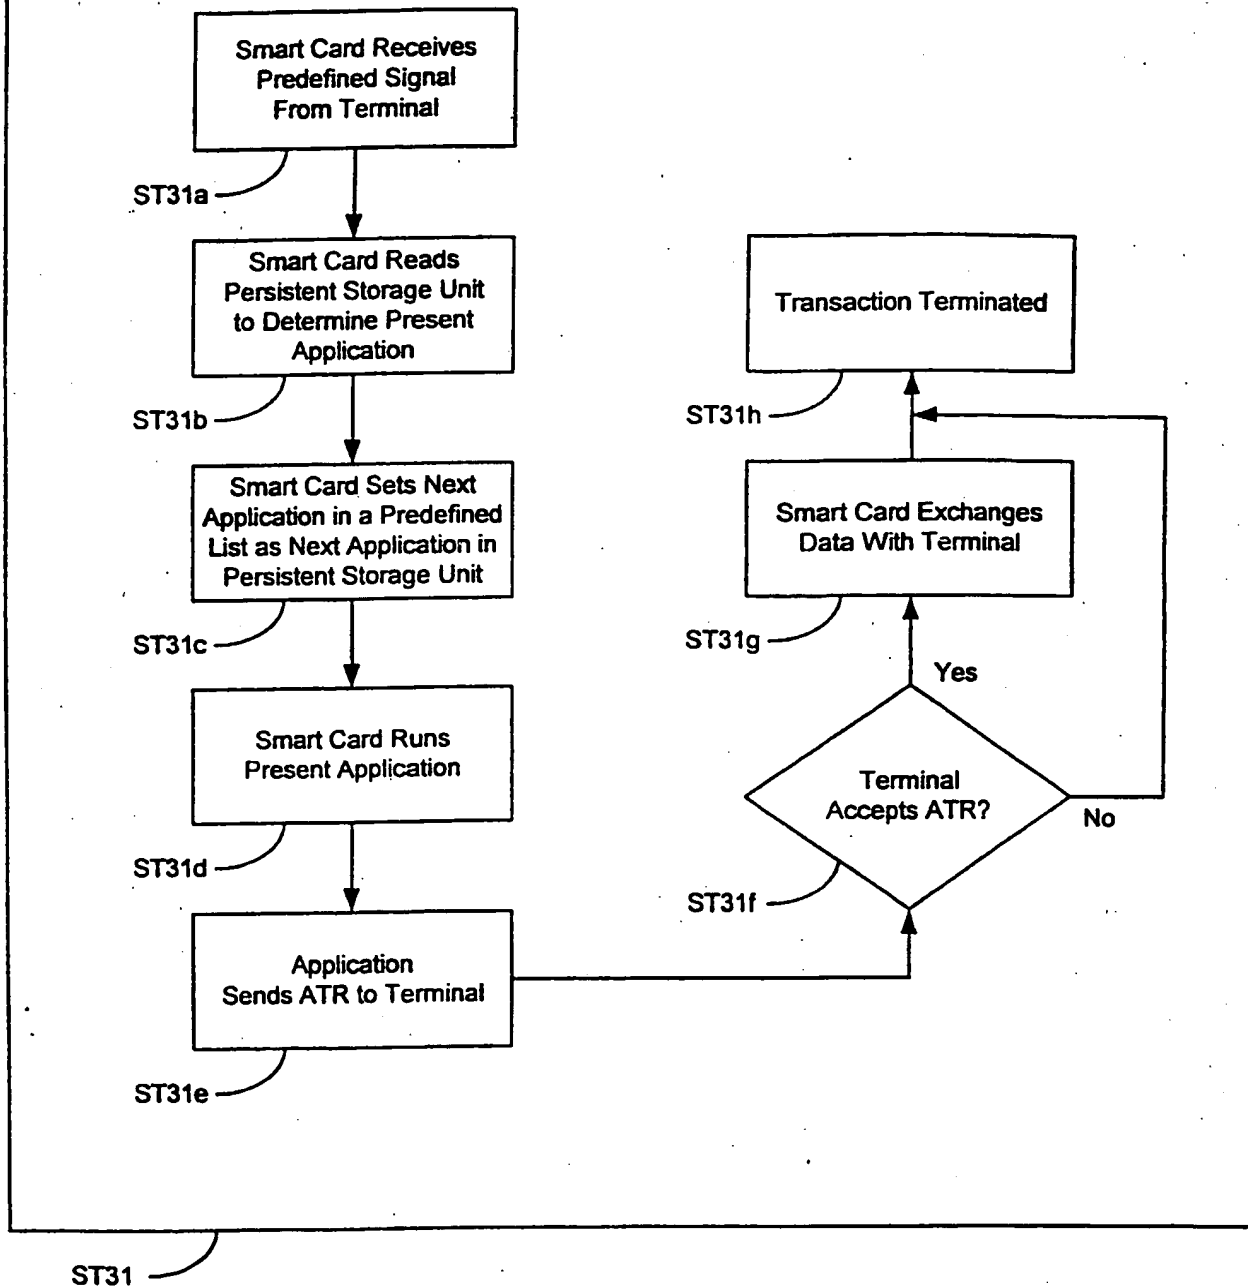 Smart Card Receives
Predefined Signal
From Terminal
ST31a
Smart Card Reads
Persistent Storage Unit
to Determine Present
Application
ST31b
Smart Card Sets Next
Application in a Predefined
List as Next Application in
Persistent Storage Unit
ST31c
Smart Card Runs
Present Application
ST31d
Application
Sends ATR to Terminal
ST31e
Transaction Terminated
ST31h
Smart Card Exchanges
Data With Terminal
ST31g
Yes
Terminal
Accepts ATR?
No
ST31f
ST31